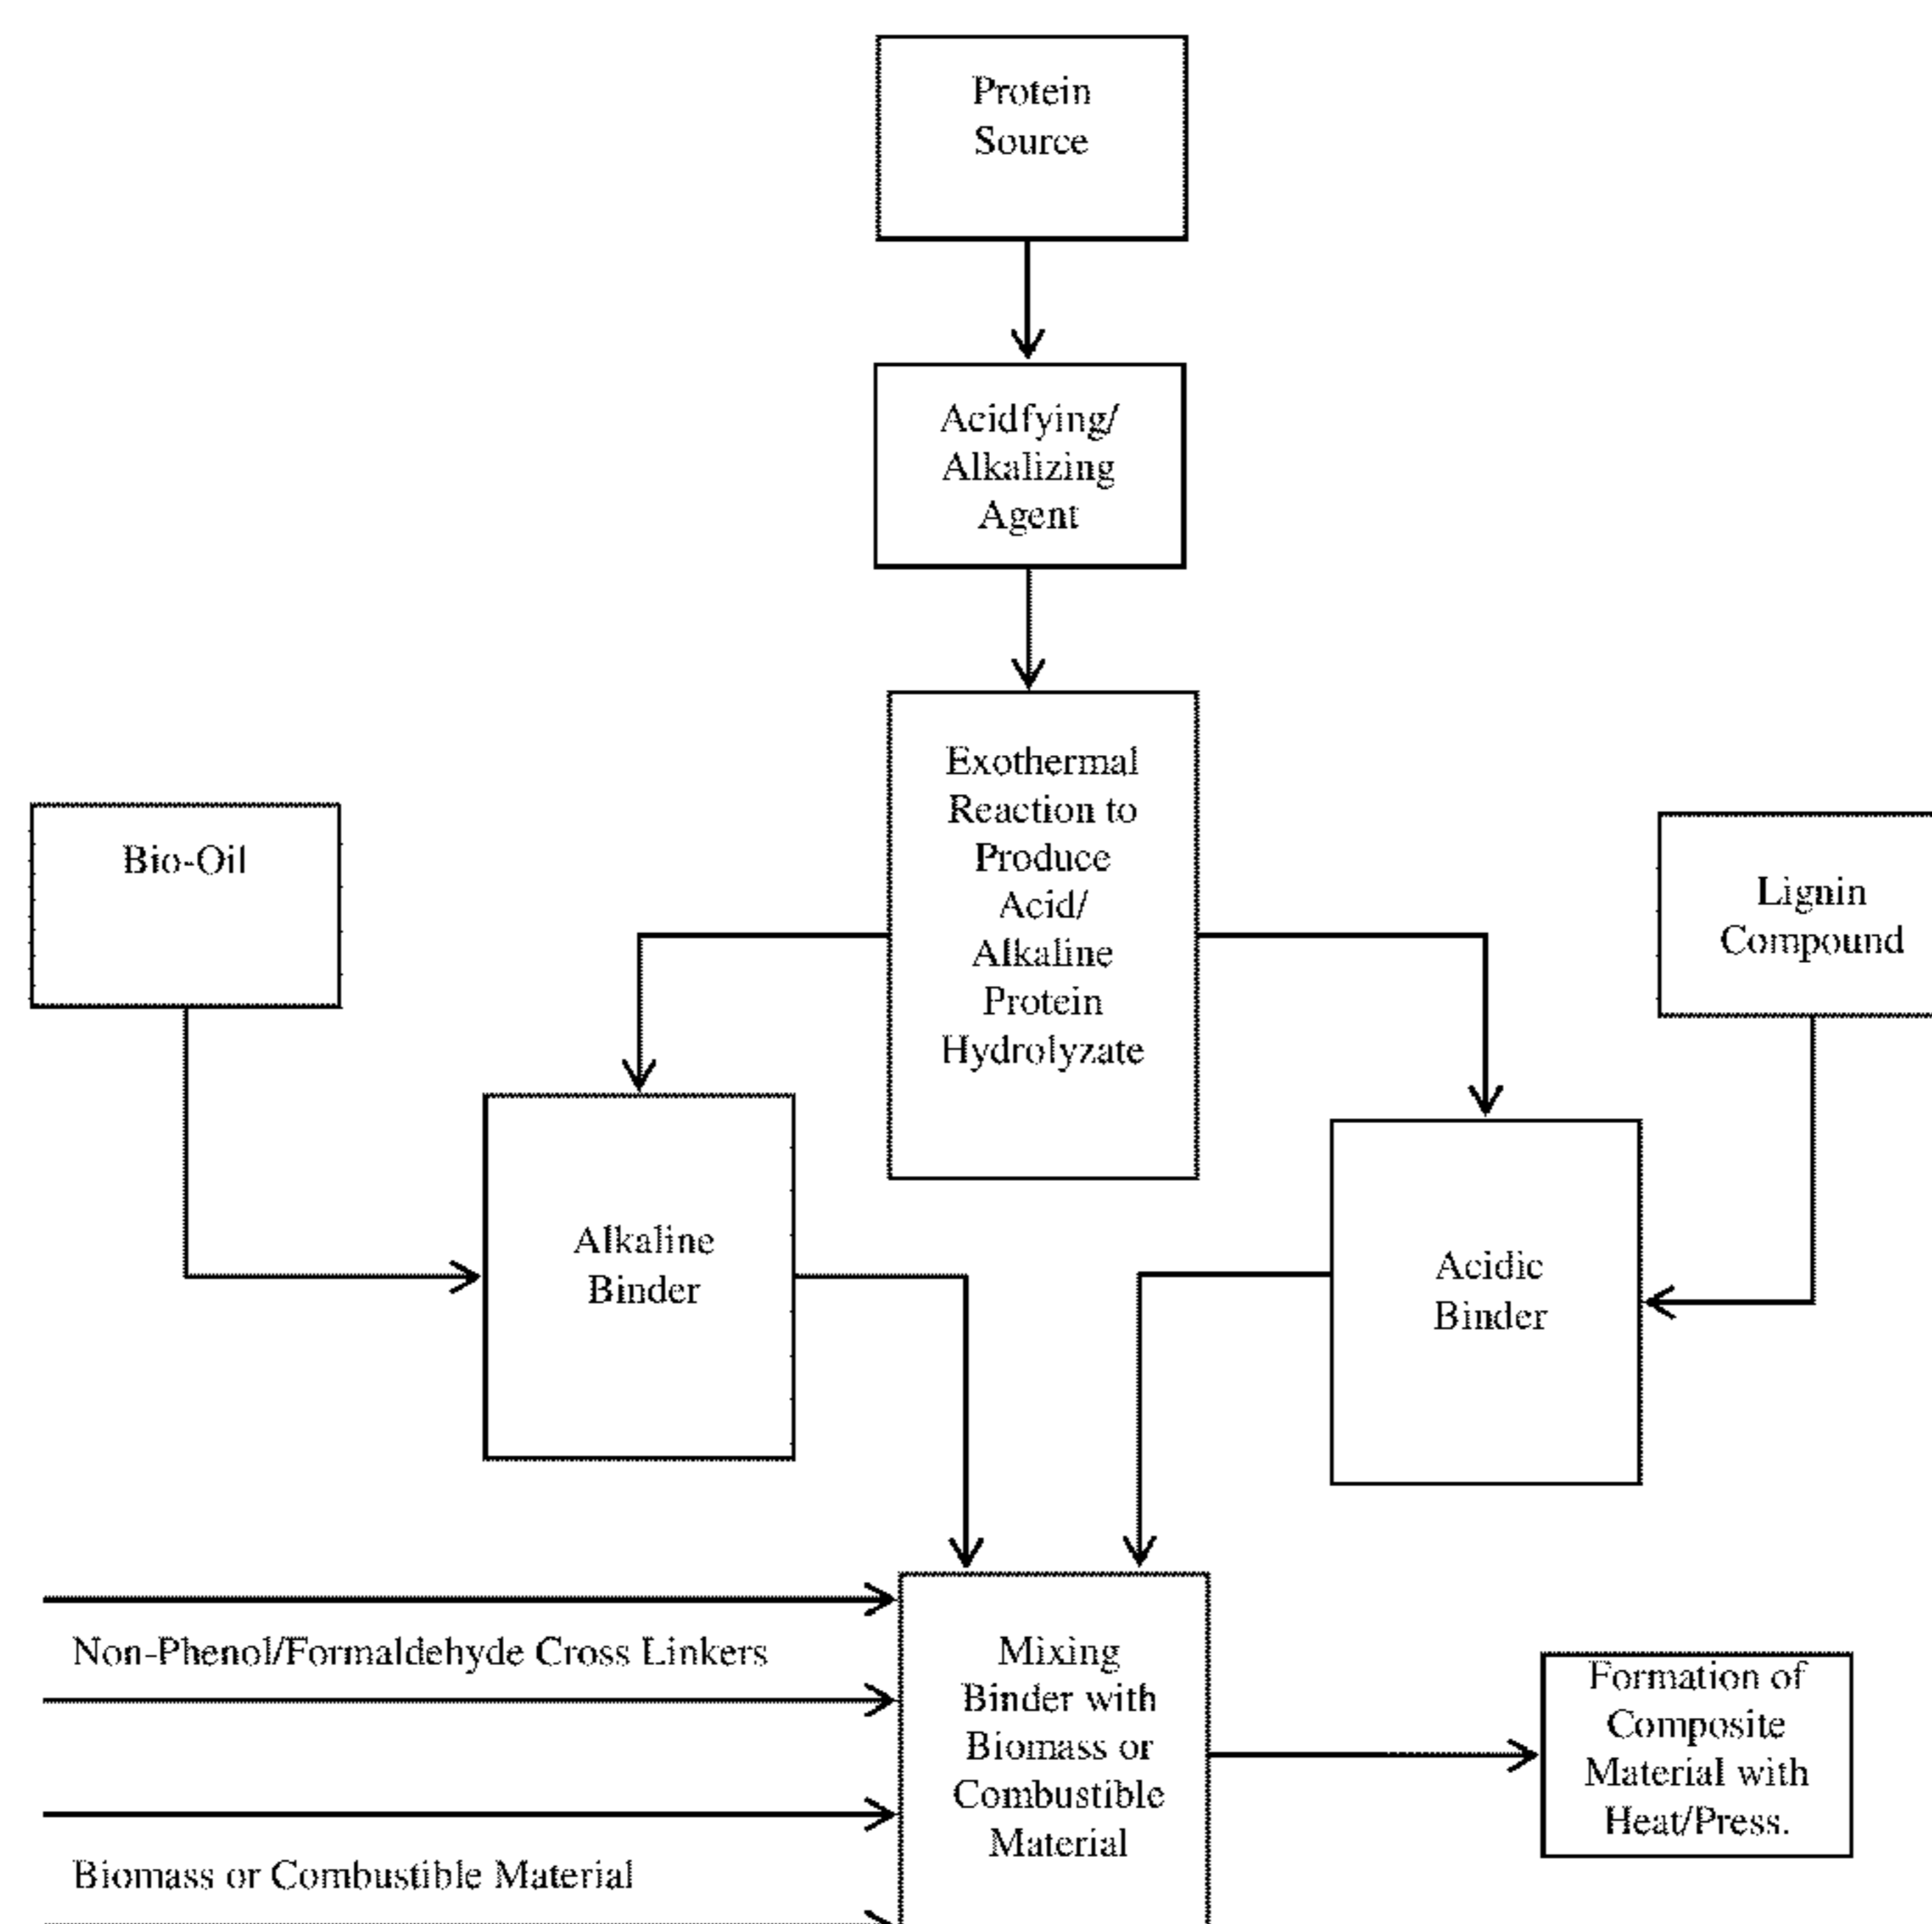 Protein
Source
Acidfying/
Alkalizing
Agent
Exothermal
Reaction to
Produce
Acid/
Alkaline
Protein
Hydrolyzate
Bio-Oil
Lignin
Compound
Alkaline
Binder
Acidic
Binder
Non-Phenol/Formaldehyde Cross Linkers
Biomass or Combustible Material
Mixing
Binder with
Biomass or
Combustible
Material
Formation of
Composite
Material with
Heat/Press.